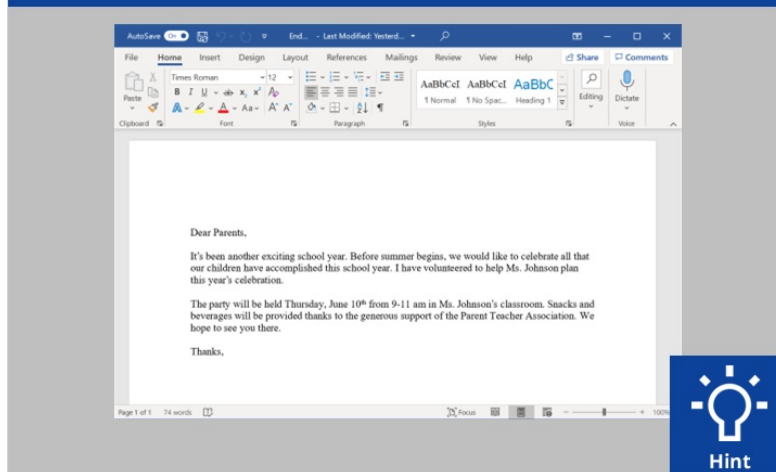 AutoSave On End... - Last Modified: Yesterd...
File Home Insert Design Layout References Mailings Review View Help Share Comments
Times Roman 12
AaBbCcI AaBbCcI AaBbC
Paste B I U ab x₂ x² A
Editing Dictate
¶ Normal ¶ No Spac... Heading 1
A A Aa A A
Clipboard Font Paragraph Styles Voice
Dear Parents,
It's been another exciting school year. Before summer begins, we would like to celebrate all that
our children have accomplished this school year. I have volunteered to help Ms. Johnson plan
this year's celebration.
The party will be held Thursday, June 10th from 9-11 am in Ms. Johnson's classroom. Snacks and
beverages will be provided thanks to the generous support of the Parent Teacher Association. We
hope to see you there.
Thanks,
Page 1 of 1 74 words Focus 100%
Hint